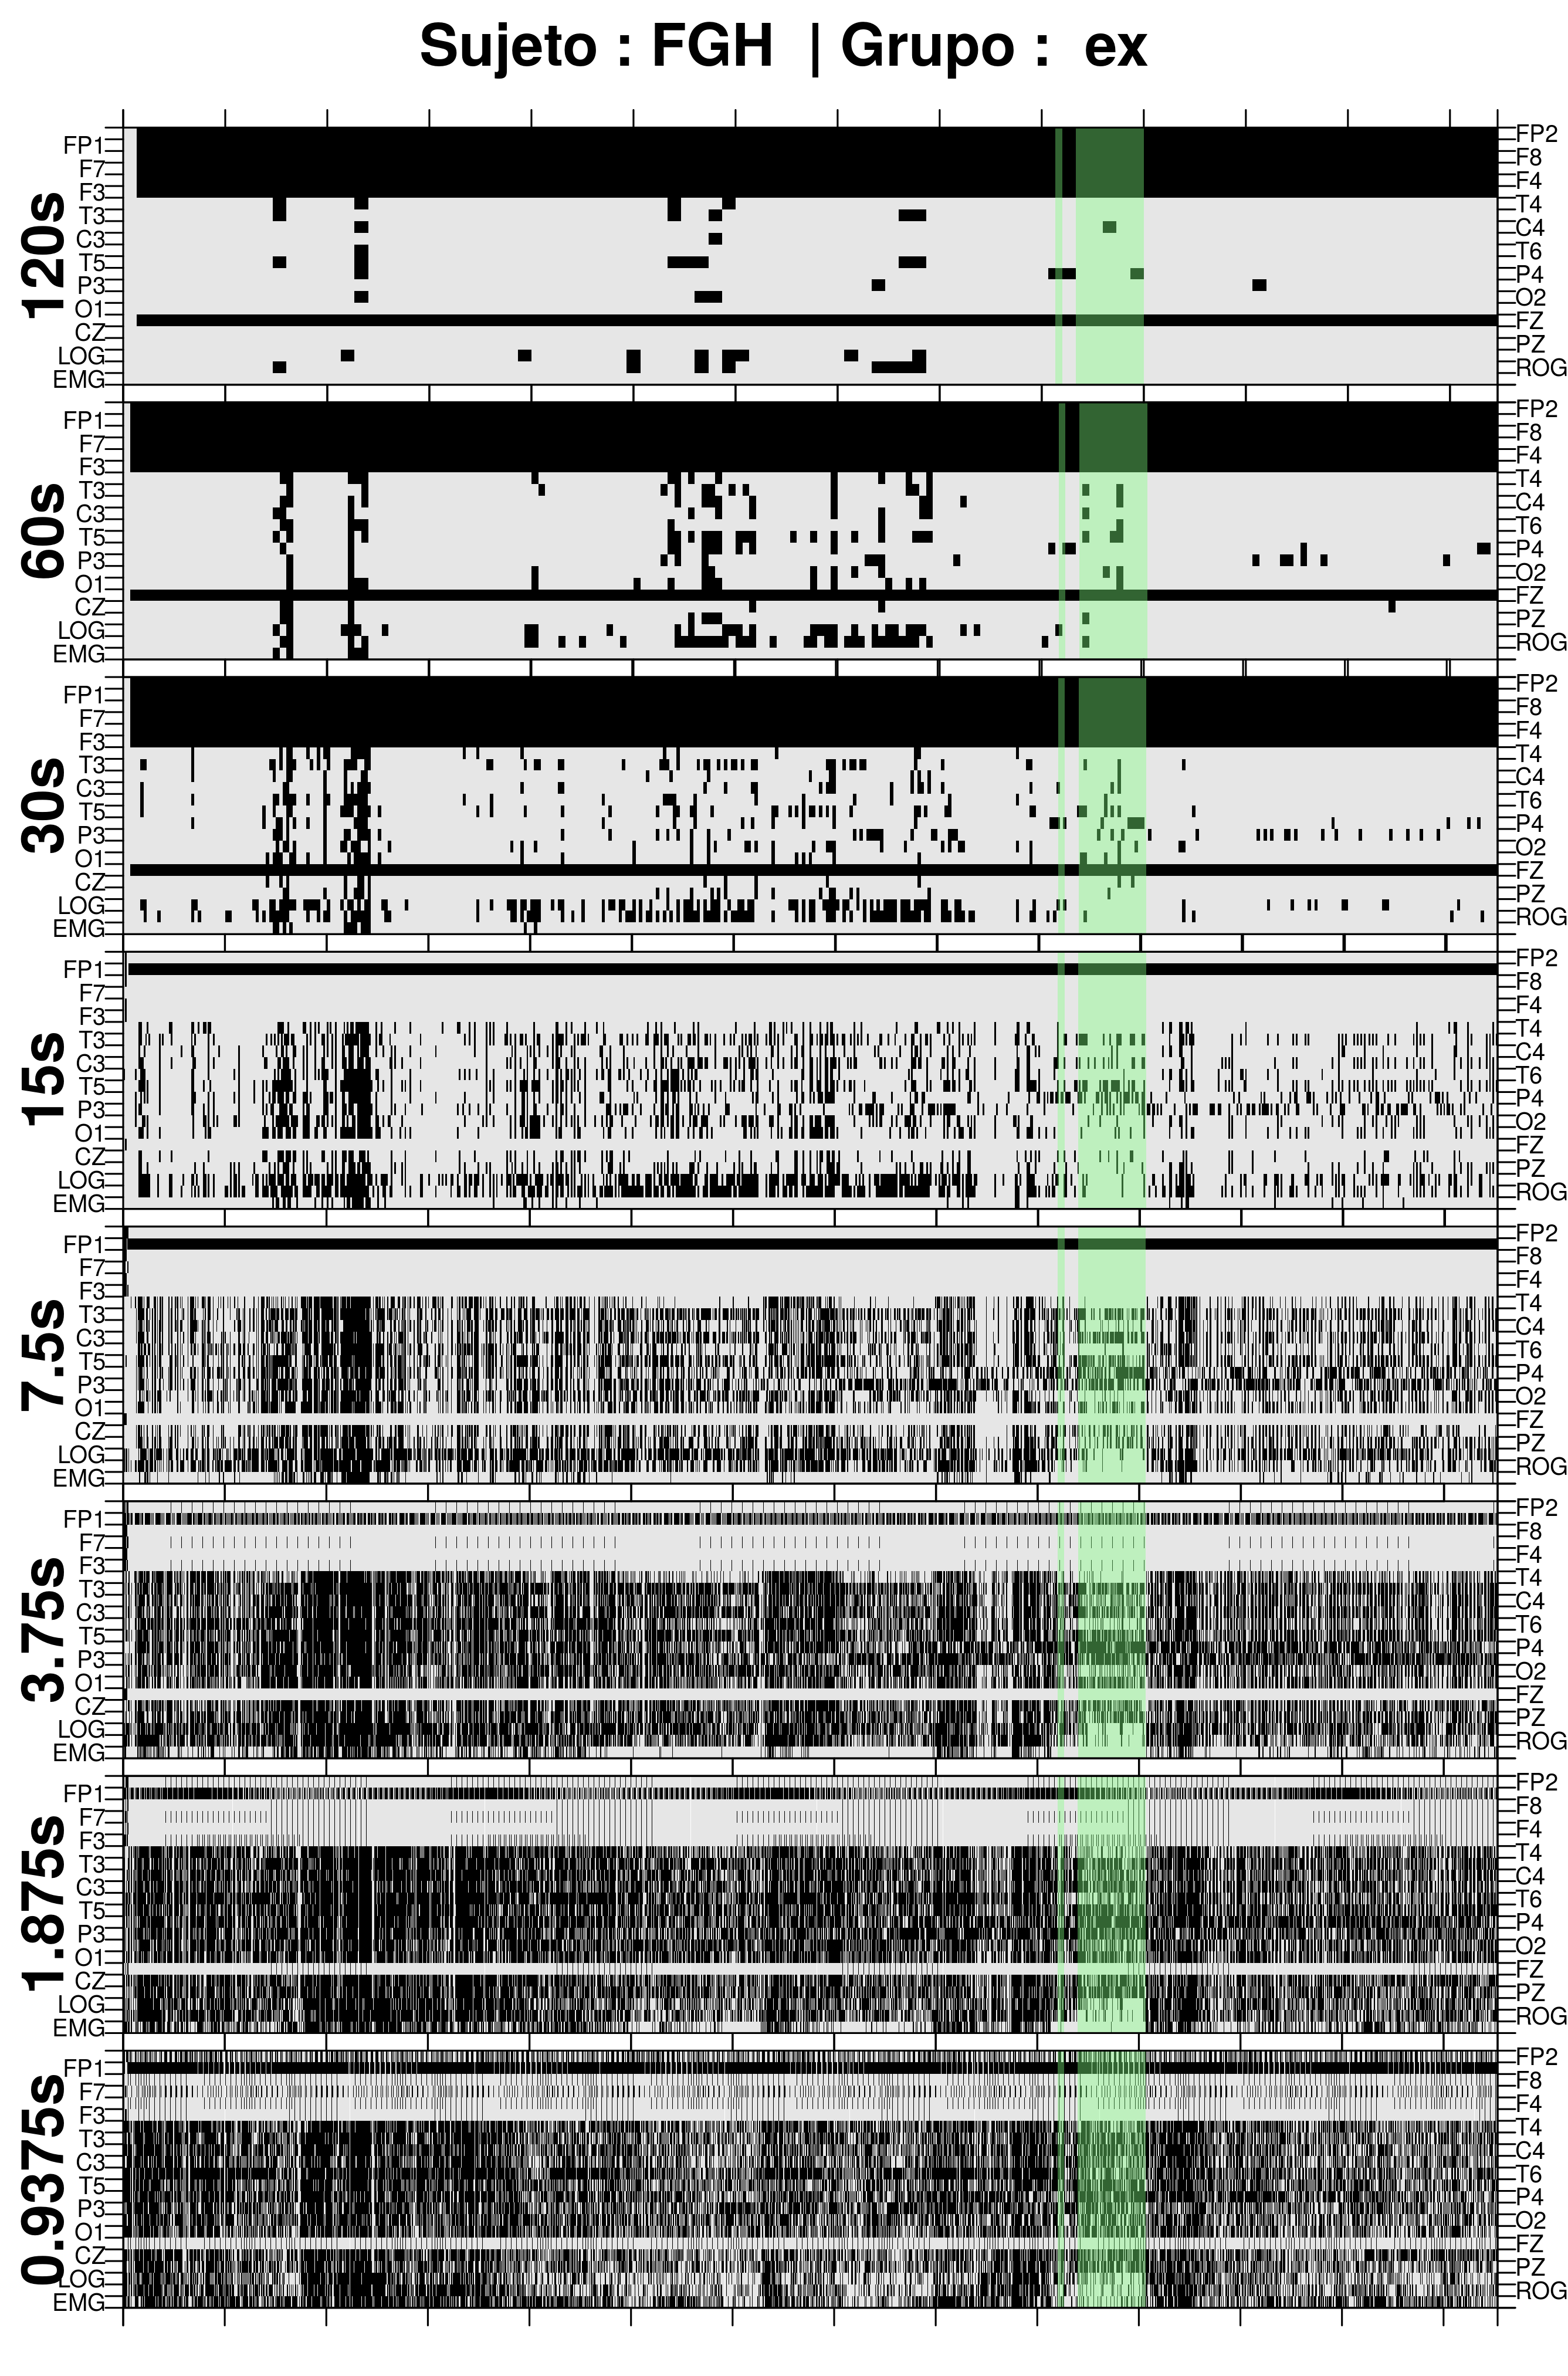 Sujeto : FGH | Grupo : ex
120s
FP1
F7
F3
T3
C3
T5
P3
O1
CZ
LOG
EMG
FP2
F8
F4
T4
C4
T6
P4
O2
FZ
PZ
ROG
60s
FP1
F7
F3
T3
C3
T5
P3
O1
CZ
LOG
EMG
FP2
F8
F4
T4
C4
T6
P4
O2
FZ
PZ
ROG
30s
FP1
F7
F3
T3
C3
T5
P3
O1
CZ
LOG
EMG
FP2
F8
F4
T4
C4
T6
P4
O2
FZ
PZ
ROG
15s
FP1
F7
F3
T3
C3
T5
P3
O1
CZ
LOG
EMG
FP2
F8
F4
T4
C4
T6
P4
O2
FZ
PZ
ROG
7.5s
FP1
F7
F3
T3
C3
T5
P3
O1
CZ
LOG
EMG
FP2
F8
F4
T4
C4
T6
P4
O2
FZ
PZ
ROG
3.75s
FP1
F7
F3
T3
C3
T5
P3
O1
CZ
LOG
EMG
FP2
F8
F4
T4
C4
T6
P4
O2
FZ
PZ
ROG
1.875s
FP1
F7
F3
T3
C3
T5
P3
O1
CZ
LOG
EMG
FP2
F8
F4
T4
C4
T6
P4
O2
FZ
PZ
ROG
0.9375s
FP1
F7
F3
T3
C3
T5
P3
O1
CZ
LOG
EMG
FP2
F8
F4
T4
C4
T6
P4
O2
FZ
PZ
ROG